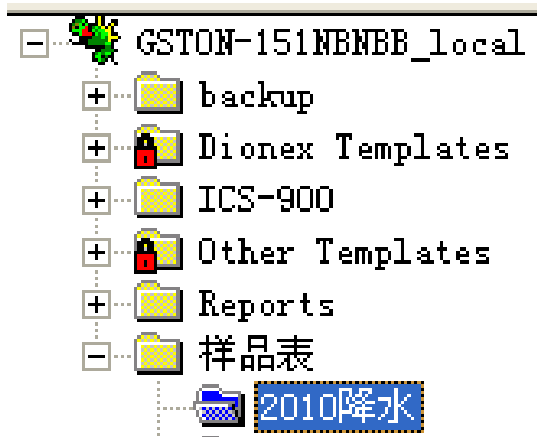 GSTON-151NBNBB_local
backup
Dionex Templates
ICS-900
Other Templates
Reports
样品表
2010降水